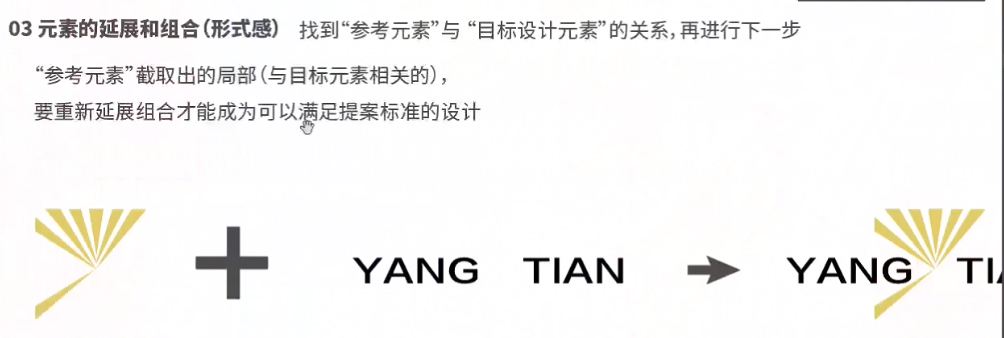 03 元素的延展和组合(形式感) 找到“参考元素”与 “目标设计元素”的关系, 再进行下一步
“参考元素”截取出的局部(与目标元素相关的),
要重新延展组合才能成为可以满足提案标准的设计
YANG TIAN YANG TI